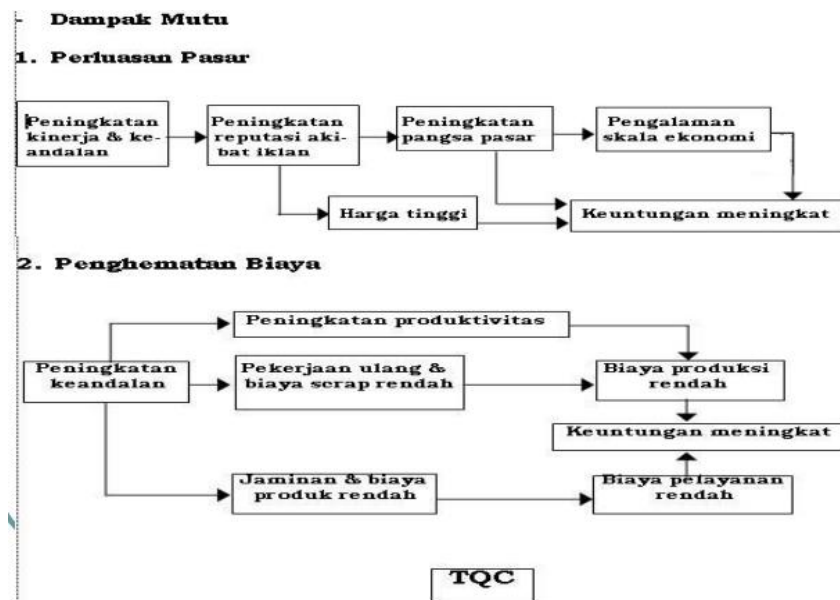 - Dampak Mutu
1. Perluasan Pasar
Peningkatan
kinerja & ke-
andalan
Peningkatan
reputasi aki-
bat iklan
Peningkatan
pangsa pasar
Pengalaman
skala ekonomi
Harga tinggi
Keuntungan meningkat
2. Penghematan Biaya
Peningkatan produktivitas
Peningkatan
keandalan
Pekerjaan ulang &
biaya scrap rendah
Biaya produksi
rendah
Keuntungan meningkat
Jaminan & biaya
produk rendah
Biaya pelayanan
rendah
TQC